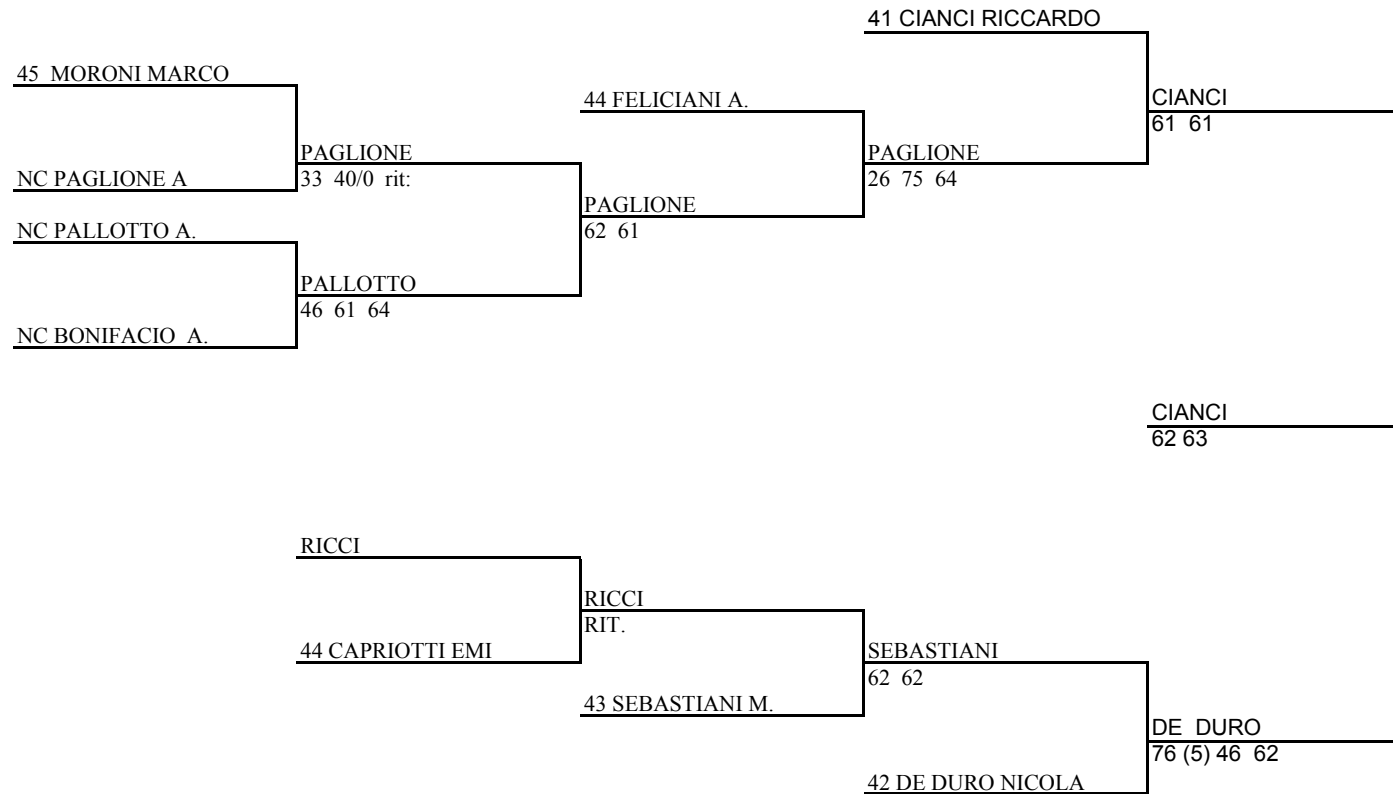 41 CIANCI RICCARDO
45 MORONI MARCO
44 FELICIANI A.
CIANCI
61 61
PAGLIONE
33 40/0 rit:
PAGLIONE
26 75 64
NC PAGLIONE A
PAGLIONE
62 61
NC PALLOTTO A.
PALLOTTO
46 61 64
NC BONIFACIO A.
CIANCI
62 63
RICCI
RICCI
RIT.
44 CAPRIOTTI EMI
SEBASTIANI
62 62
43 SEBASTIANI M.
DE DURO
76 (5) 46 62
42 DE DURO NICOLA